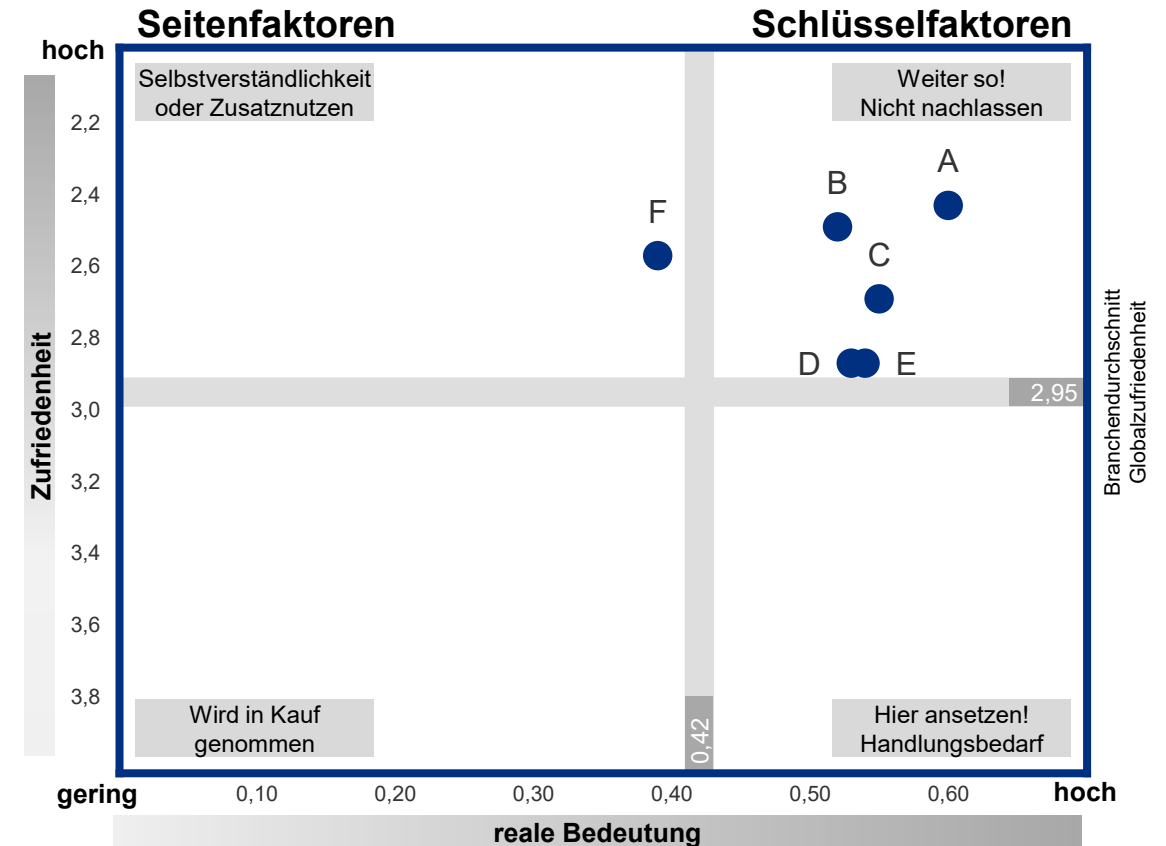 Seitenfaktoren
Schlüsselfaktoren
hoch
Selbstverständlichkeit
oder Zusatznutzen
Weiter so!
Nicht nachlassen
2,2
2,4
2,6
2,8
3,0
3,2
3,4
3,6
3,8
Zufriedenheit
A
B
F
C
D
E
2,95
Branchendurchschnitt
Globalzufriedenheit
Wird in Kauf
genommen
0,42
Hier ansetzen!
Handlungsbedarf
gering
0,10
0,20
0,30
0,40
0,50
0,60
hoch
reale Bedeutung